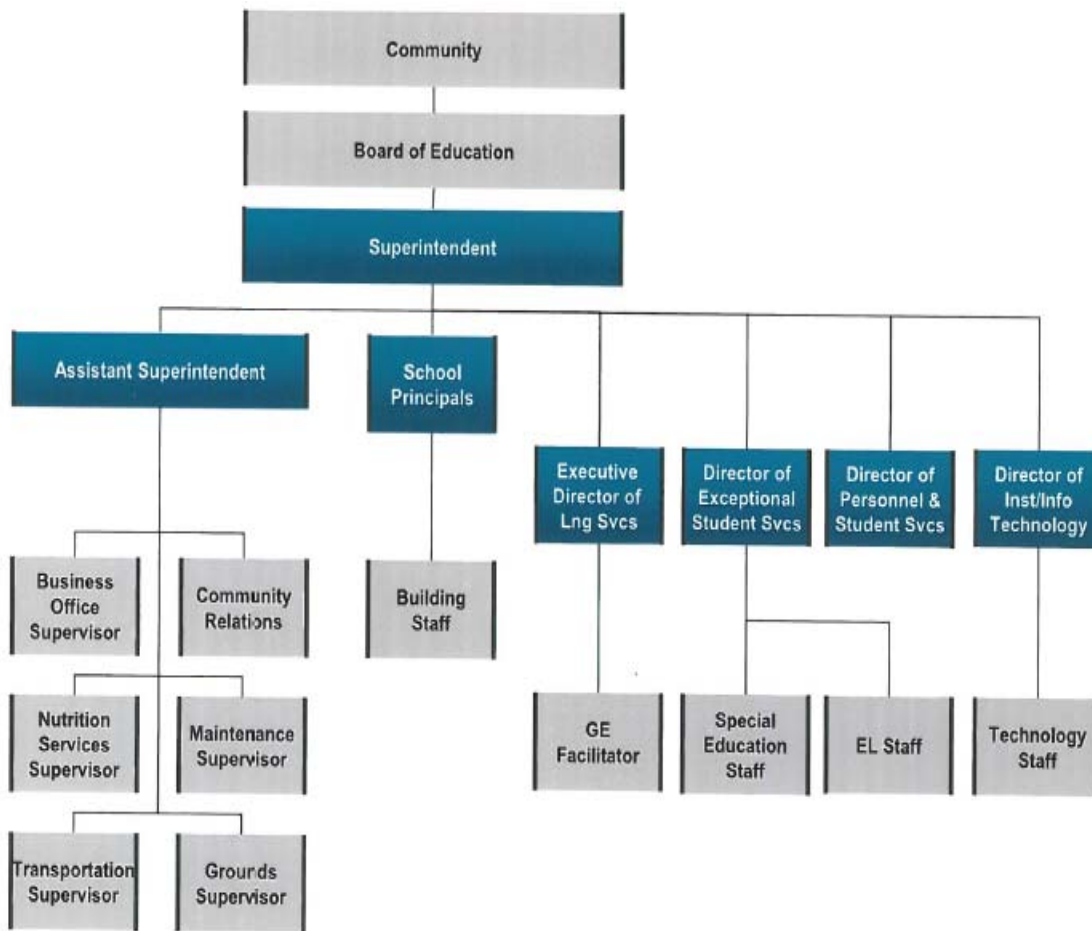 Community
Board of Education
Superintendent
Assistant Superintendent
School
Principals
Executive
Director of
Lng Svcs
Director of
Exceptional
Student Svcs
Director of
Personnel &
Student Svcs
Director of
Inst/Info
Technology
Business
Office
Supervisor
Community
Relations
Building
Staff
Nutrition
Services
Supervisor
Maintenance
Supervisor
GE
Facilitator
Special
Education
Staff
EL Staff
Technology
Staff
Transportation
Supervisor
Grounds
Supervisor